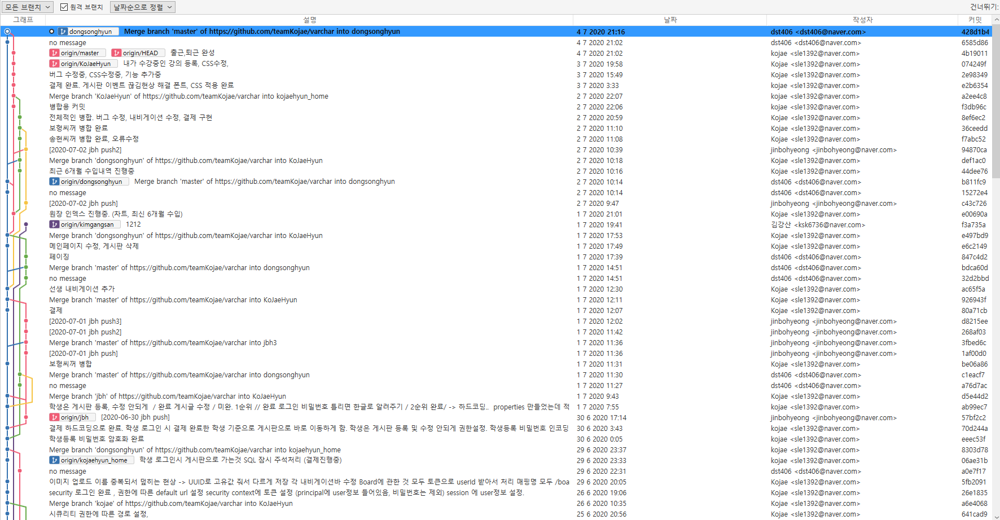 모든 브랜치 원격 브랜치 날짜순으로 정렬 건너뛰기:
그래프 설명 날짜 작성자 커밋
dongsonghyun Merge branch 'master' of https://github.com/teamKojae/varchar into dongsonghyun 4 7 2020 21:16 dst406 <dst406@naver.com> 428d1b4
no message 4 7 2020 21:02 dst406 <dst406@naver.com> 6585d86
origin/master origin/HEAD 출근,퇴근 완성 4 7 2020 21:02 kojae <sle1392@naver.com> 4b19011
origin/KoJaeHyun 내가 수강중인 강의 등록, CSS수정, 3 7 2020 19:58 Kojae <sle1392@naver.com> 074249f
버그 수정중, CSS수정중, 기능 추가중 3 7 2020 15:49 Kojae <sle1392@naver.com> 2e98349
결제 완료. 게시판 이벤트 끊김현상 해결 폰트, CSS 적용 완료 3 7 2020 3:33 kojae <sle1392@naver.com> e2b6354
Merge branch 'KoJaeHyun' of https://github.com/teamKojae/varchar into kojaehyun_home 2 7 2020 22:07 kojae <sle1392@naver.com> a2ee4c8
병합용 커밋 2 7 2020 22:06 kojae <sle1392@naver.com> f3db96c
전체적인 병합. 버그 수정, 내비게이션 수정, 결제 구현 2 7 2020 20:59 Kojae <sle1392@naver.com> 8ef6ec2
보형씨꺼 병합 완료 2 7 2020 11:10 Kojae <sle1392@naver.com> 36ceedd
송현씨꺼 병합 완료, 오류수정 2 7 2020 11:08 Kojae <sle1392@naver.com> f7abc52
[2020-07-02 jbh push2] 2 7 2020 10:39 jinbohyeong <jinbohyeong@naver.com> 94870ca
Merge branch 'dongsonghyun' of https://github.com/teamKojae/varchar into KoJaeHyun 2 7 2020 10:18 Kojae <sle1392@naver.com> def1ac0
최근 6개월 수입내역 진행중 2 7 2020 10:16 Kojae <sle1392@naver.com> 44dee76
origin/dongsonghyun Merge branch 'master' of https://github.com/teamKojae/varchar into dongsonghyun 2 7 2020 10:14 dst406 <dst406@naver.com> b811fc9
no message 2 7 2020 10:14 dst406 <dst406@naver.com> 15272e4
[2020-07-02 jbh push] 2 7 2020 9:47 jinbohyeong <jinbohyeong@naver.com> c43c726
원장 인덱스 진행중. (차트, 최신 6개월 수입) 1 7 2020 21:01 Kojae <sle1392@naver.com> e00690a
origin/kimgangsan 1212 1 7 2020 19:41 김강산 <ksk6736@naver.com> f3a735a
Merge branch 'dongsonghyun' of https://github.com/teamKojae/varchar into KoJaeHyun 1 7 2020 17:53 Kojae <sle1392@naver.com> e497bd9
메인페이지 수정, 게시판 삭제 1 7 2020 17:49 Kojae <sle1392@naver.com> e6c2149
페이징 1 7 2020 17:39 dst406 <dst406@naver.com> 847c4d2
Merge branch 'master' of https://github.com/teamKojae/varchar into dongsonghyun 1 7 2020 14:51 dst406 <dst406@naver.com> bdca60d
no message 1 7 2020 14:51 dst406 <dst406@naver.com> 32d2bbd
선생 내비게이션 추가 1 7 2020 12:30 Kojae <sle1392@naver.com> ac65f5a
Merge branch 'master' of https://github.com/teamKojae/varchar into KoJaeHyun 1 7 2020 12:11 Kojae <sle1392@naver.com> 926943f
결제 1 7 2020 12:07 Kojae <sle1392@naver.com> 80a71cb
[2020-07-01 jbh push3] 1 7 2020 12:02 jinbohyeong <jinbohyeong@naver.com> d8215ee
[2020-07-01 jbh push2] 1 7 2020 11:42 jinbohyeong <jinbohyeong@naver.com> 268af03
Merge branch 'master' of https://github.com/teamKojae/varchar into jbh3 1 7 2020 11:36 jinbohyeong <jinbohyeong@naver.com> 3fbed6c
[2020-07-01 jbh push] 1 7 2020 11:36 jinbohyeong <jinbohyeong@naver.com> 1af00d0
보형씨꺼 병합 1 7 2020 11:31 Kojae <sle1392@naver.com> be06a86
Merge branch 'master' of https://github.com/teamKojae/varchar into dongsonghyun 1 7 2020 11:30 dst406 <dst406@naver.com> c1eacf7
no message 1 7 2020 11:27 dst406 <dst406@naver.com> a76d7ac
Merge branch 'jbh' of https://github.com/teamKojae/varchar into KoJaeHyun 1 7 2020 9:43 Kojae <sle1392@naver.com> d5e44d2
학생은 게시판 등록, 수정 안되게 / 완료 게시글 수정 / 미완. 1순위 // 완료 로그인 비밀번호 틀리면 한글로 알려주기 / 2순위 완료/ -> 하드코딩.. properties 만들었는데 적 1 7 2020 7:55 Kojae <sle1392@naver.com> ab99ec7
origin/jbh [2020-06-30 jbh push] 30 6 2020 17:14 jinbohyeong <jinbohyeong@naver.com> 57bf2c2
결제 하드코딩으로 완료. 학생 로그인 시 결제 완료한 학생 기준으로 게시판으로 바로 이동하게 함. 학생은 게시판 등록 및 수정 안되게 권한설정. 학생등록 비밀번호 인코딩 30 6 2020 3:43 kojae <sle1392@naver.com> 70d244a
학생등록 비밀번호 암호화 완료 30 6 2020 0:05 kojae <sle1392@naver.com> eeec53f
Merge branch 'dongsonghyun' of https://github.com/teamKojae/varchar into kojaehyun_home 29 6 2020 23:37 kojae <sle1392@naver.com> 8303d78
origin/kojaehyun_home 학생 로그인시 게시판으로 가는것 SQL 잠시 주석처리 (결제진행중) 29 6 2020 23:33 kojae <sle1392@naver.com> 06ae31b
no message 29 6 2020 22:31 dst406 <dst406@naver.com> a0e7f17
이미지 업로드 이름 중복되서 덮히는 현상 -> UUID로 고유값 줘서 다르게 저장 각 내비게이션바 수정 Board에 관한 것 모두 토큰으로 userId 받아서 처리 매핑명 모두 /boa 29 6 2020 20:05 Kojae <sle1392@naver.com> 5fb2091
security 로그인 완료 , 권한에 따른 default url 설정 security context에 토큰 설정 (principal에 user정보 들어있음, 비밀번호는 제외) session 에 user정보 설정. 26 6 2020 19:06 Kojae <sle1392@naver.com> 26e1835
Merge branch 'kojae' of https://github.com/teamKojae/varchar into KoJaeHyun 26 6 2020 10:35 Kojae <sle1392@naver.com> a6e4068
시큐리티 권한에 따른 경로 설정, 25 6 2020 20:56 Kojae <sle1392@naver.com> 641cad9